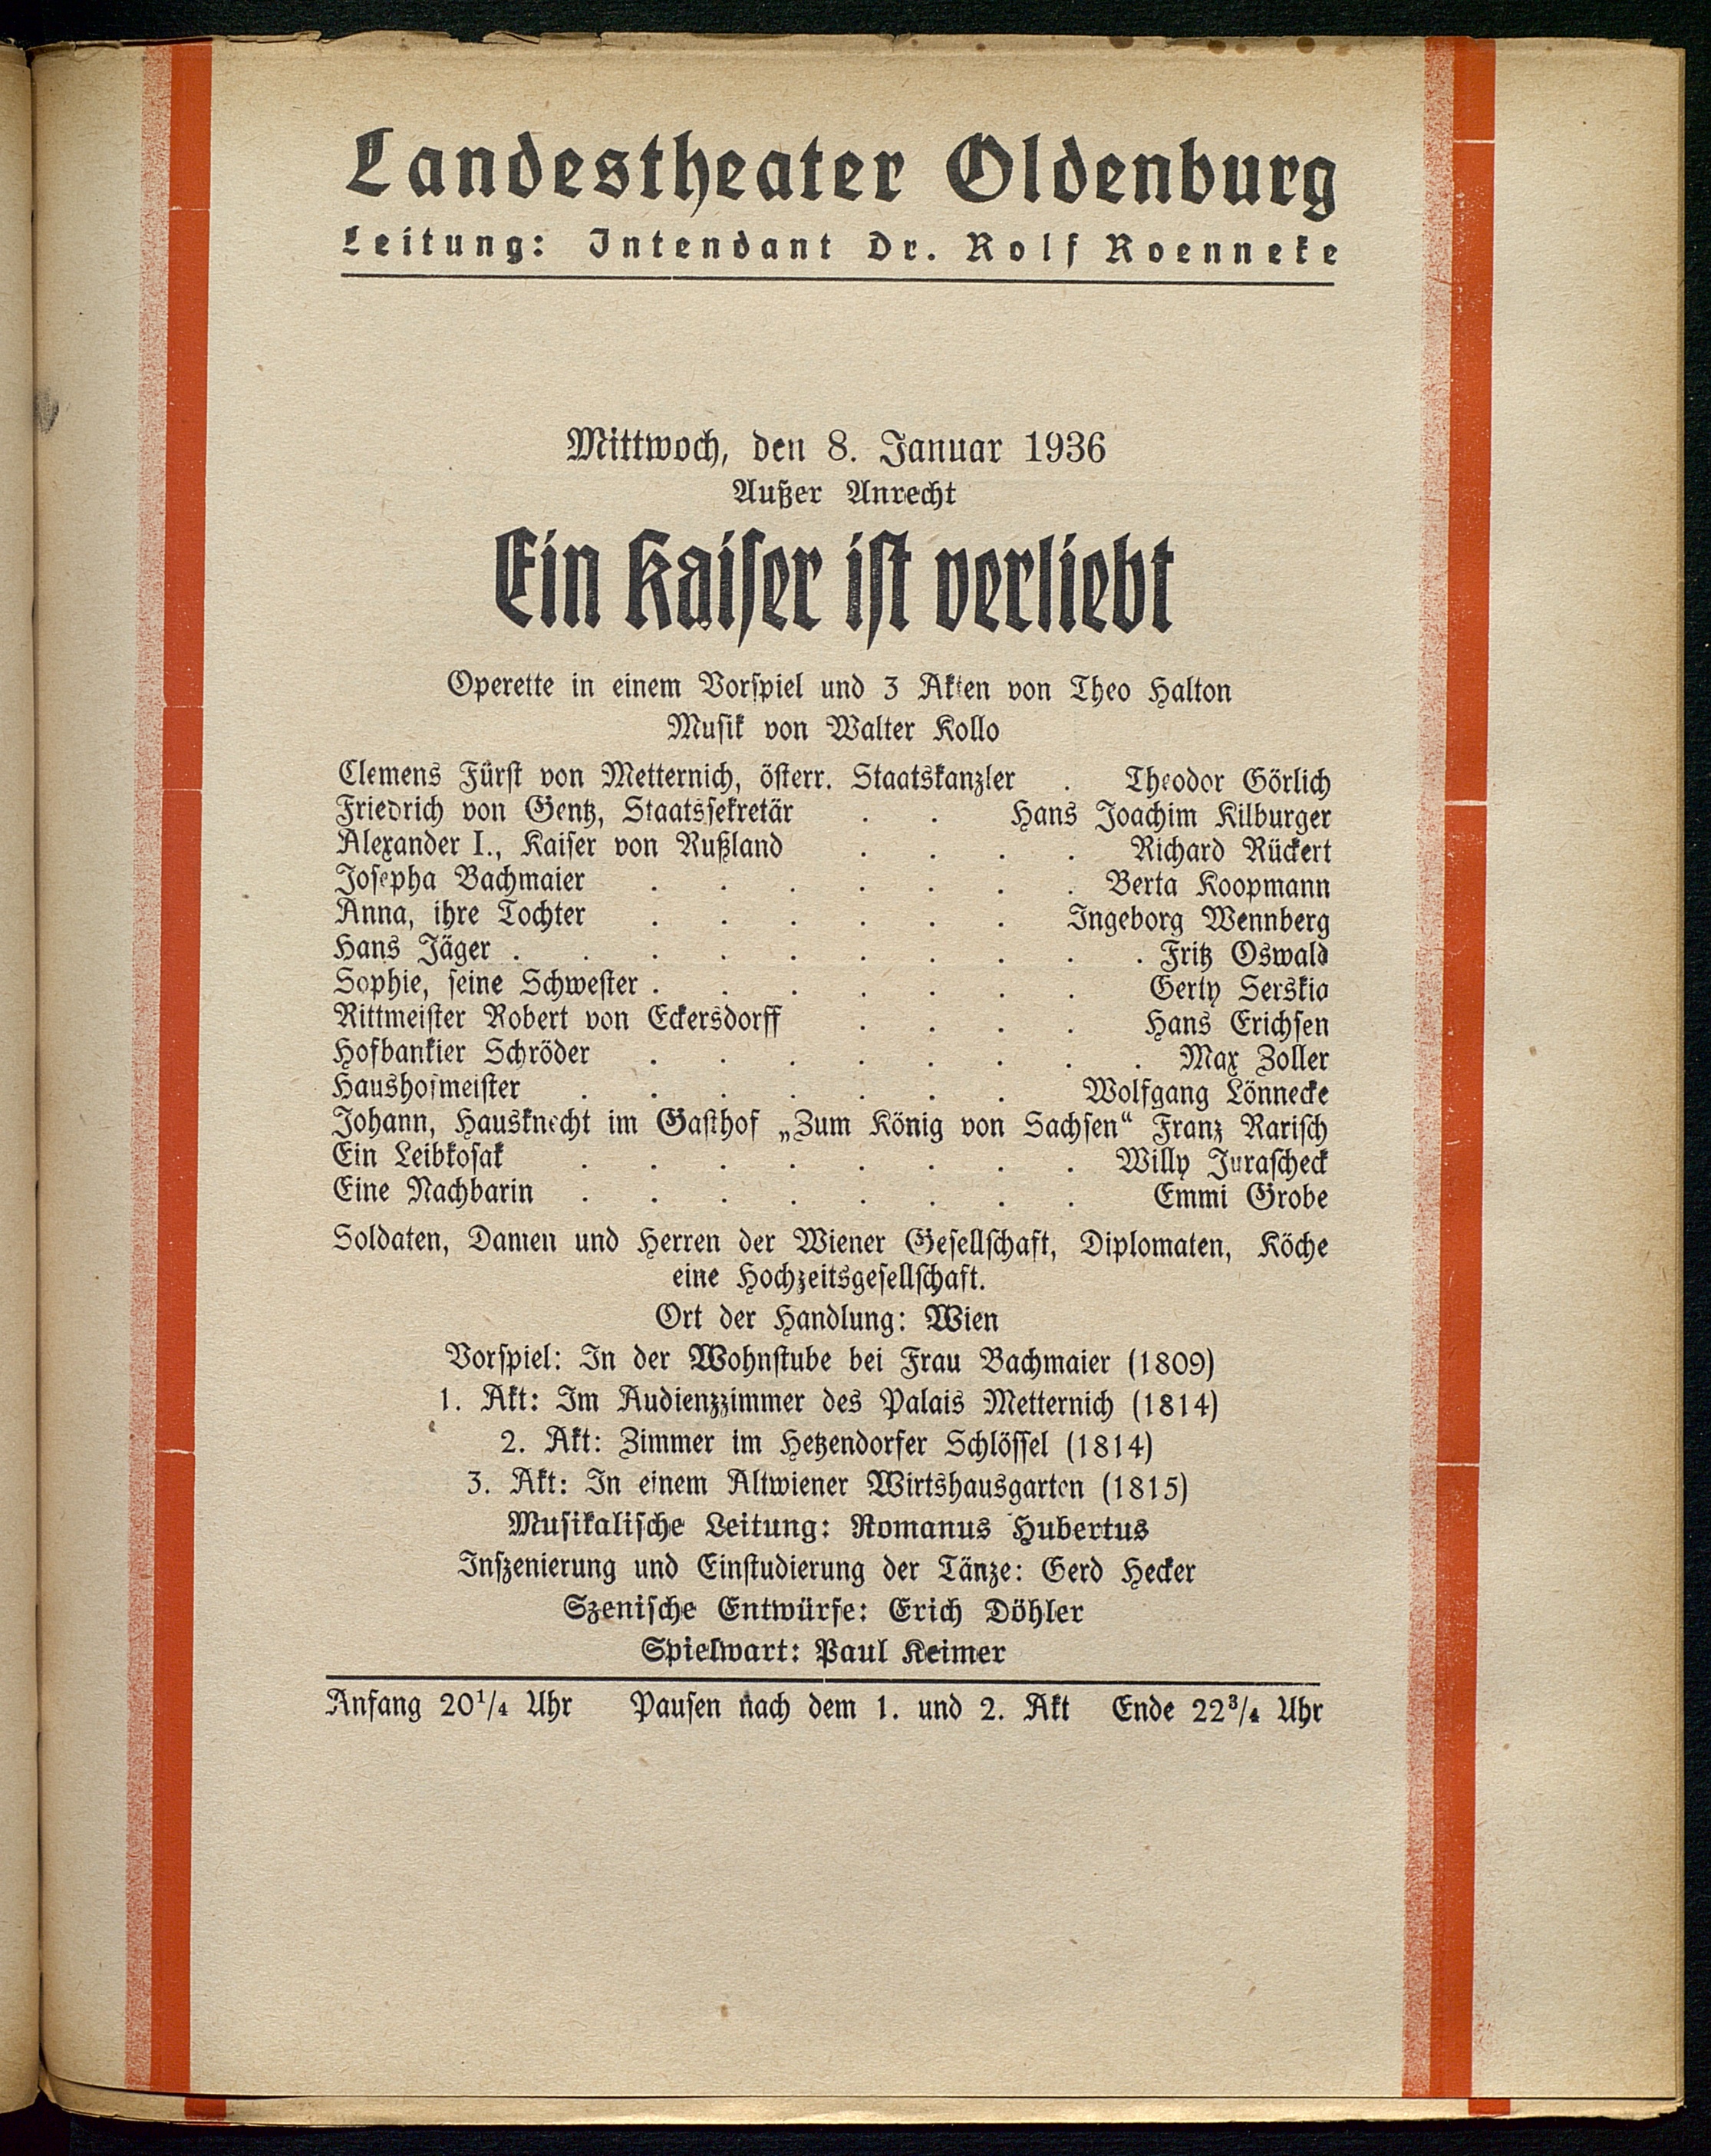 Landestheater Oldenburg
Leitung: Intendant Dr. Rolf Roenneke
Mittwoch, den 8. Januar 1936
Außer Anrecht
Ein Kaiser ist verliebt
Operette in einem Vorspiel und 3 Akten von Theo Halton
Musik von Walter Kollo
Clemens Fürst von Metternich, österr. Staatskanzler . Theodor Görlich
Friedrich von Gentz, Staatssekretär . . Hans Joachim Kilburger
Alexander I., Kaiser von Rußland . . . . Richard Rückert
Josepha Bachmaier . . . . . . . Berta Koopmann
Anna, ihre Tochter . . . . . . Ingeborg Wennberg
Hans Jäger . . . . . . . . . . Fritz Oswald
Sophie, seine Schwester . . . . . . . Gerty Serskia
Rittmeister Robert von Eckersdorff . . . . Hans Erichsen
Hofbankier Schröder . . . . . . . . Max Zoller
Haushofmeister . . . . . . . Wolfgang Lönnecke
Johann, Hausknecht im Gasthof „Zum König von Sachsen“ Franz Rarisch
Ein Leibkosak . . . . . . . . Willy Jurascheck
Eine Nachbarin . . . . . . . . Emmi Grobe
Soldaten, Damen und Herren der Wiener Gesellschaft, Diplomaten, Köche
eine Hochzeitsgesellschaft.
Ort der Handlung: Wien
Vorspiel: In der Wohnstube bei Frau Bachmaier (1809)
1. Akt: Im Audienzzimmer des Palais Metternich (1814)
2. Akt: Zimmer im Hetzendorfer Schlössel (1814)
3. Akt: In einem Altwiener Wirtshausgarten (1815)
Musikalische Leitung: Romanus Hubertus
Inszenierung und Einstudierung der Tänze: Gerd Hecker
Szenische Entwürfe: Erich Döhler
Spielwart: Paul Keimer
Anfang 20¹/₄ Uhr Pausen nach dem 1. und 2. Akt Ende 22³/₄ Uhr